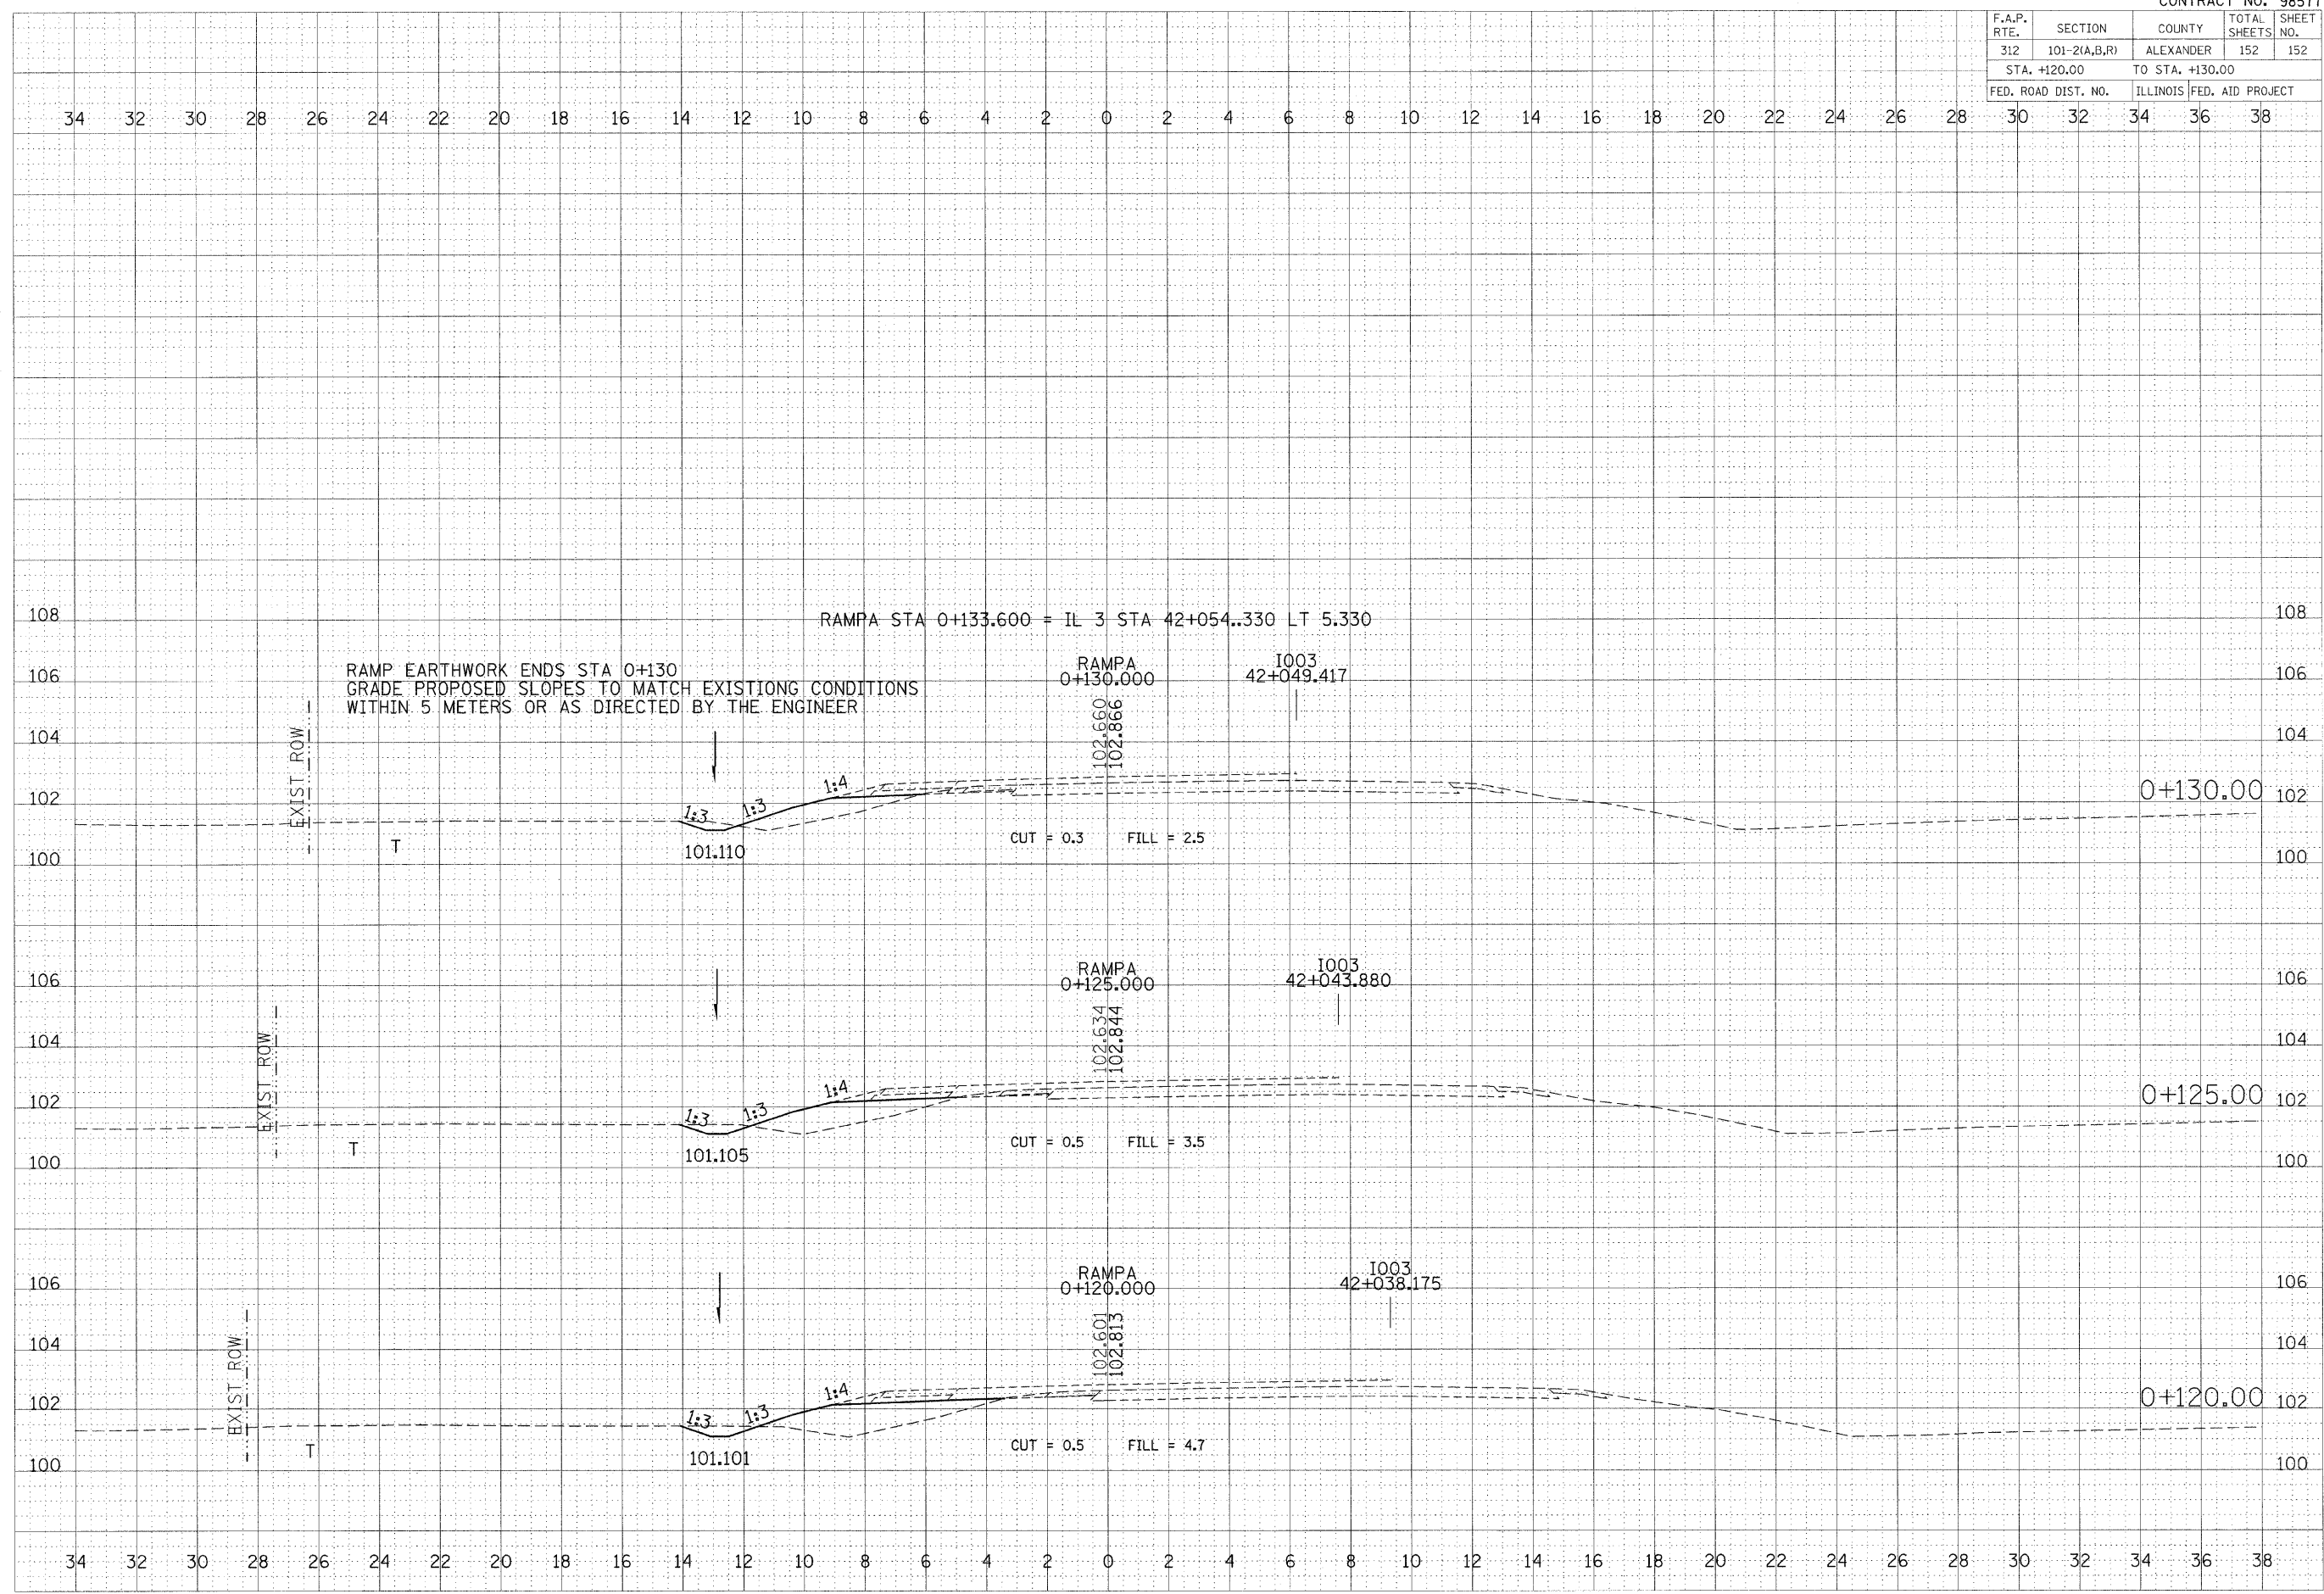 CONTRACT NO. 98577
F.A.P. RTE. SECTION COUNTY TOTAL SHEETS SHEET NO.
312 101-2(A,B,R) ALEXANDER 152 152
STA. +120.00 TO STA. +130.00
FED. ROAD DIST. NO. ILLINOIS FED. AID PROJECT
34 32 30 28 26 24 22 20 18 16 14 12 10 8 6 4 2 0 2 4 6 8 10 12 14 16 18 20 22 24 26 28 30 32 34 36 38
108 RAMPA STA 0+133.600 = IL 3 STA 42+054..330 LT 5.330 108
RAMP EARTHWORK ENDS STA 0+130
GRADE PROPOSED SLOPES TO MATCH EXISTIONG CONDITIONS
WITHIN 5 METERS OR AS DIRECTED BY THE ENGINEER
RAMPA
0+130.000
I003
42+049.417
106 106
102.660
102.866
104 104
EXIST ROW
1:3 1:3 1:4
102 0+130.00 102
T
101.110
CUT = 0.3 FILL = 2.5
100 100
RAMPA
0+125.000
I003
42+043.880
106 106
102.634
102.844
104 104
EXIST ROW
1:3 1:3 1:4
102 0+125.00 102
T
101.105
CUT = 0.5 FILL = 3.5
100 100
RAMPA
0+120.000
I003
42+038.175
106 106
102.601
102.813
104 104
EXIST ROW
1:3 1:3 1:4
102 0+120.00 102
T
101.101
CUT = 0.5 FILL = 4.7
100 100
34 32 30 28 26 24 22 20 18 16 14 12 10 8 6 4 2 0 2 4 6 8 10 12 14 16 18 20 22 24 26 28 30 32 34 36 38